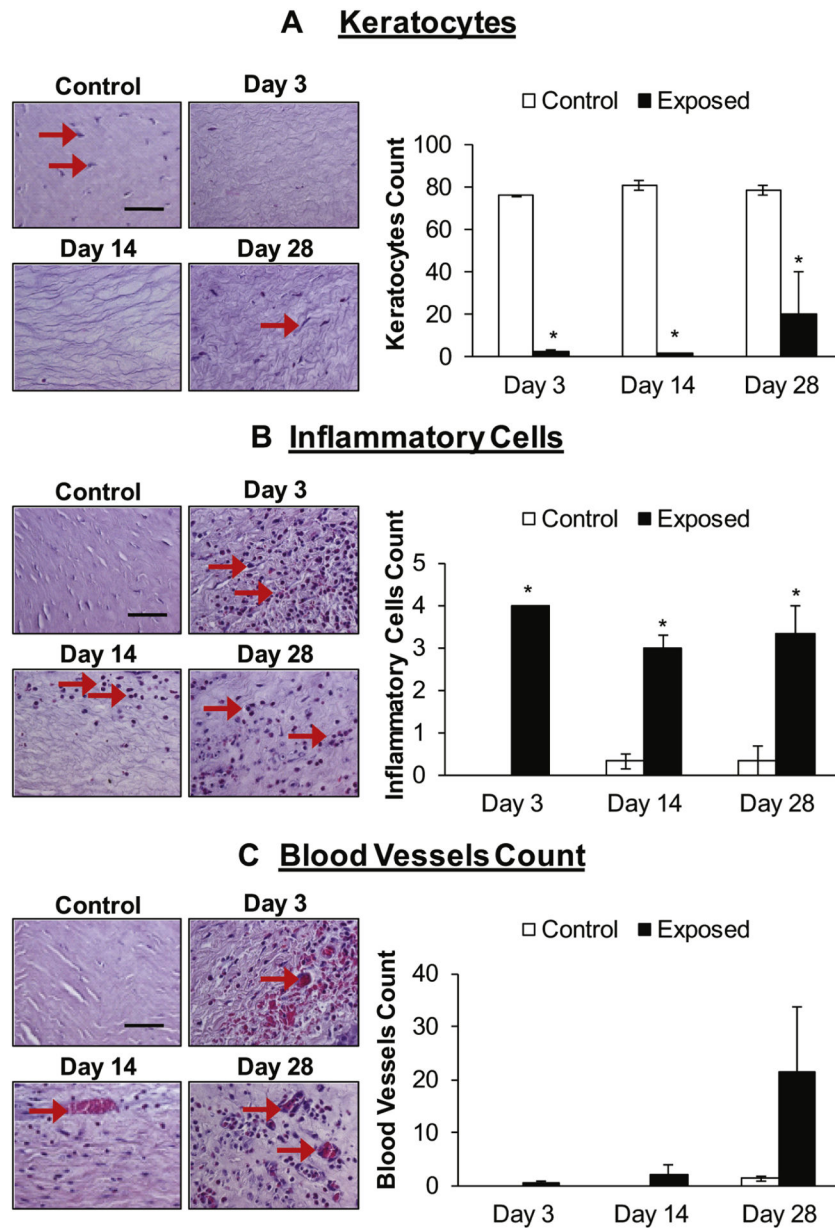 A Keratocytes
Control Day 3
Day 14 Day 28
Control Exposed
Keratocytes Count
100
80
60
40
20
0
* * *
Day 3 Day 14 Day 28
B Inflammatory Cells
Control Day 3
Day 14 Day 28
Control Exposed
Inflammatory Cells Count
5
4
3
2
1
0
* * *
Day 3 Day 14 Day 28
C Blood Vessels Count
Control Day 3
Day 14 Day 28
Control Exposed
Blood Vessels Count
40
30
20
10
0
Day 3 Day 14 Day 28